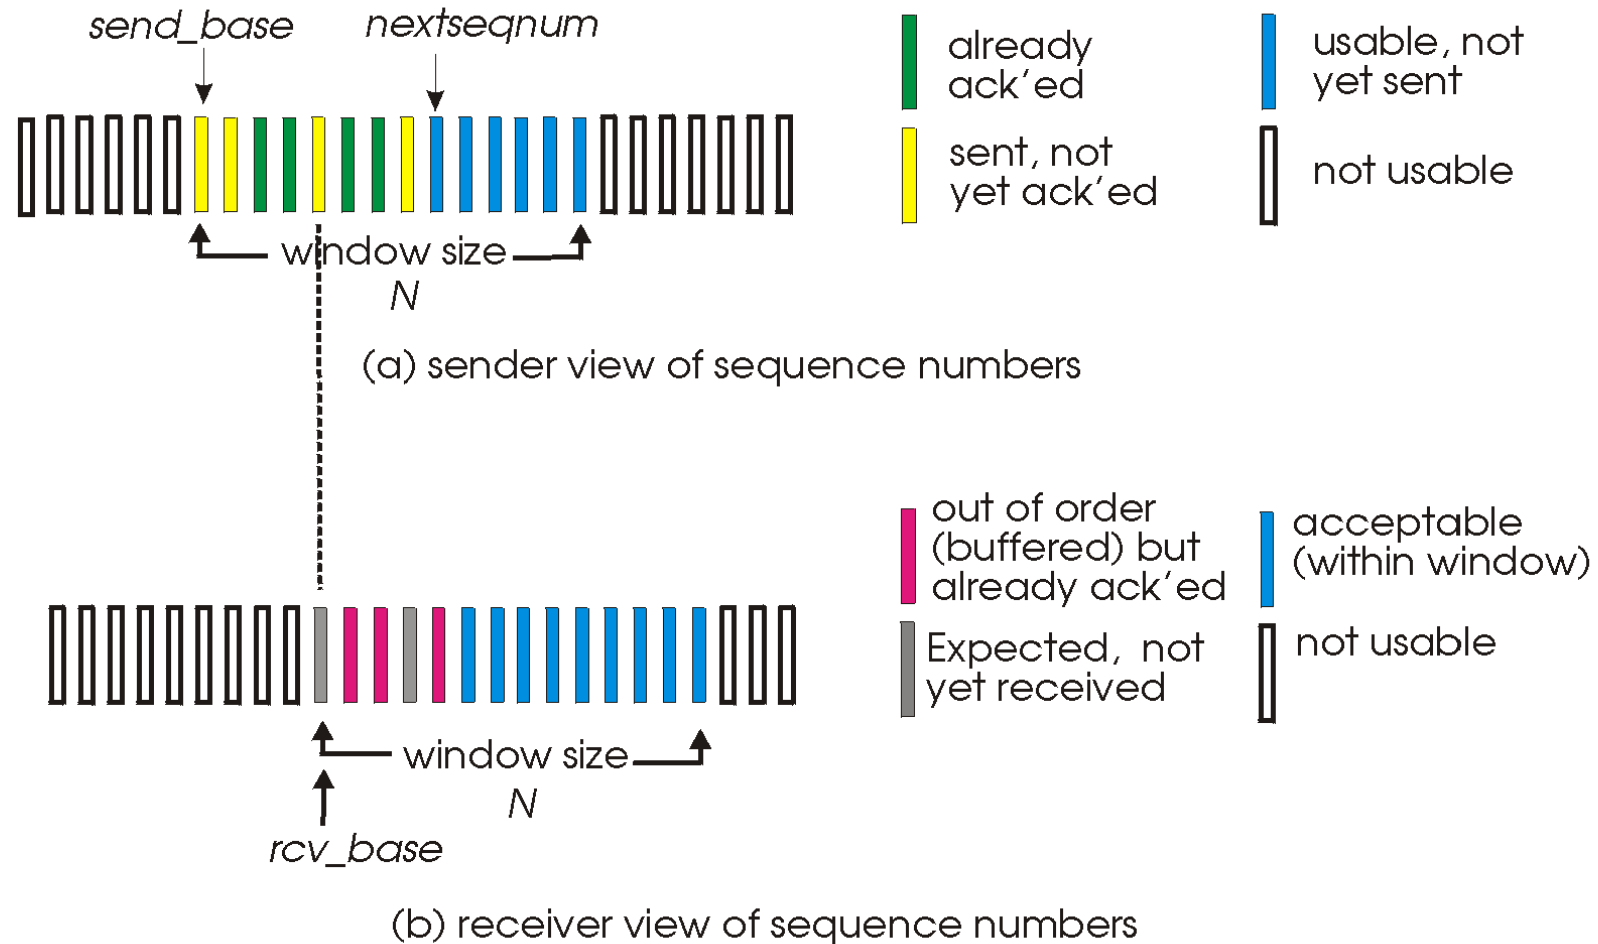 send_base
nextseqnum
already
ack'ed
usable, not
yet sent
sent, not
yet ack'ed
not usable
window size
N
(a) sender view of sequence numbers
out of order
(buffered) but
already ack'ed
acceptable
(within window)
Expected, not
yet received
not usable
window size
N
rcv_base
(b) receiver view of sequence numbers